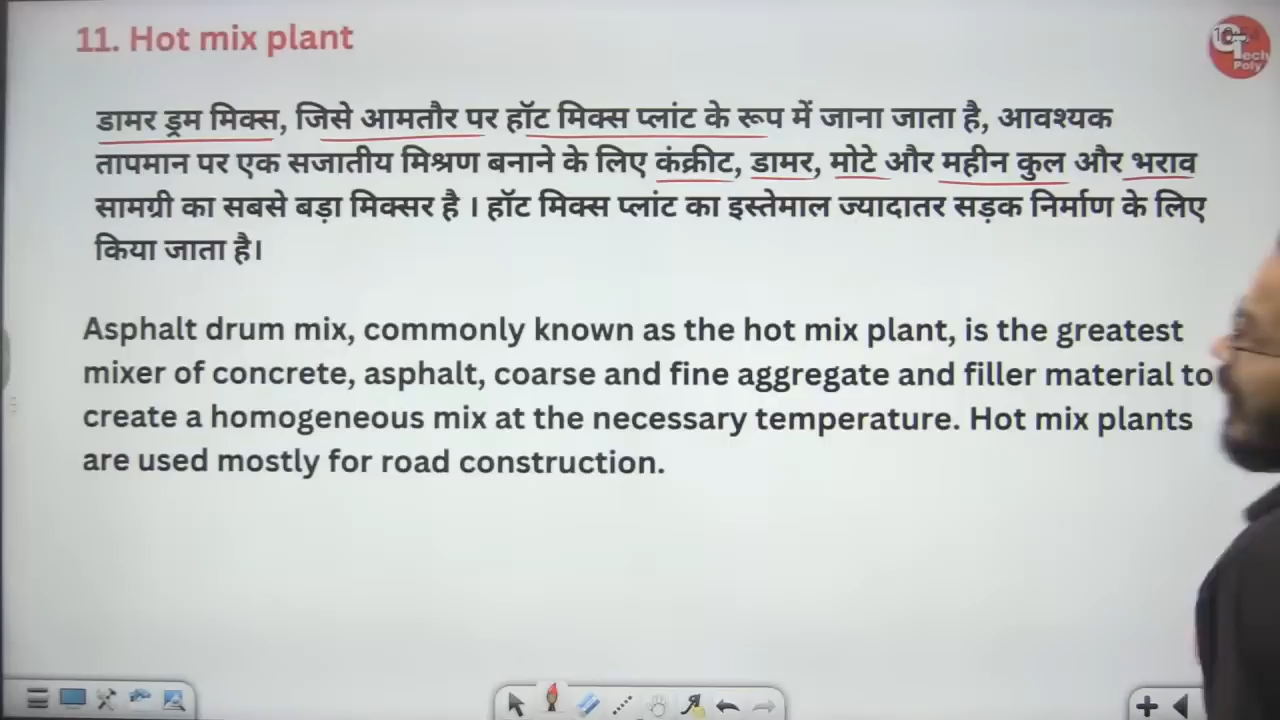 11. Hot mix plant
डामर ड्रम मिक्स, जिसे आमतौर पर हॉट मिक्स प्लांट के रूप में जाना जाता है, आवश्यक
तापमान पर एक सजातीय मिश्रण बनाने के लिए कंक्रीट, डामर, मोटे और महीन कुल और भराव
सामग्री का सबसे बड़ा मिक्सर है । हॉट मिक्स प्लांट का इस्तेमाल ज्यादातर सड़क निर्माण के लिए
किया जाता है।
Asphalt drum mix, commonly known as the hot mix plant, is the greatest
mixer of concrete, asphalt, coarse and fine aggregate and filler material to
create a homogeneous mix at the necessary temperature. Hot mix plants
are used mostly for road construction.
Tech
Poly